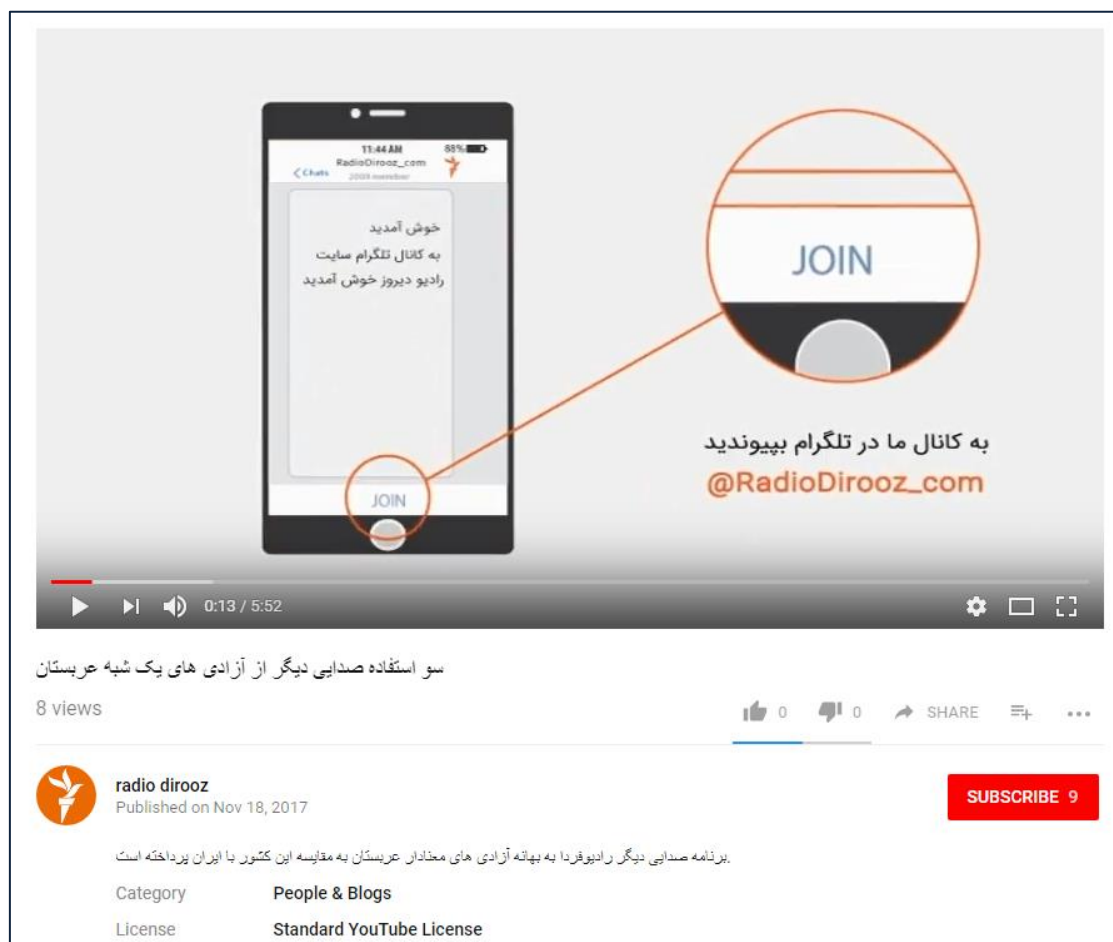 11:44 AM
88%
RadioDirooz_com
Chats
خوش آمدید
به کانال تلگرام سایت
رادیو دیروز خوش آمدید
JOIN
JOIN
به کانال ما در تلگرام بپیوندید
@RadioDirooz_com
0:13 / 5:52
سو استفاده صدایی دیگر از آزادی های یک شبه عربستان
8 views
0
0
SHARE
radio dirooz
Published on Nov 18, 2017
SUBSCRIBE 9
برنامه صدایی دیگر رادیوفردا به بهانه آزادی های معنادار عربستان به مقایسه این کشور با ایران پرداخته است.
Category
People & Blogs
License
Standard YouTube License